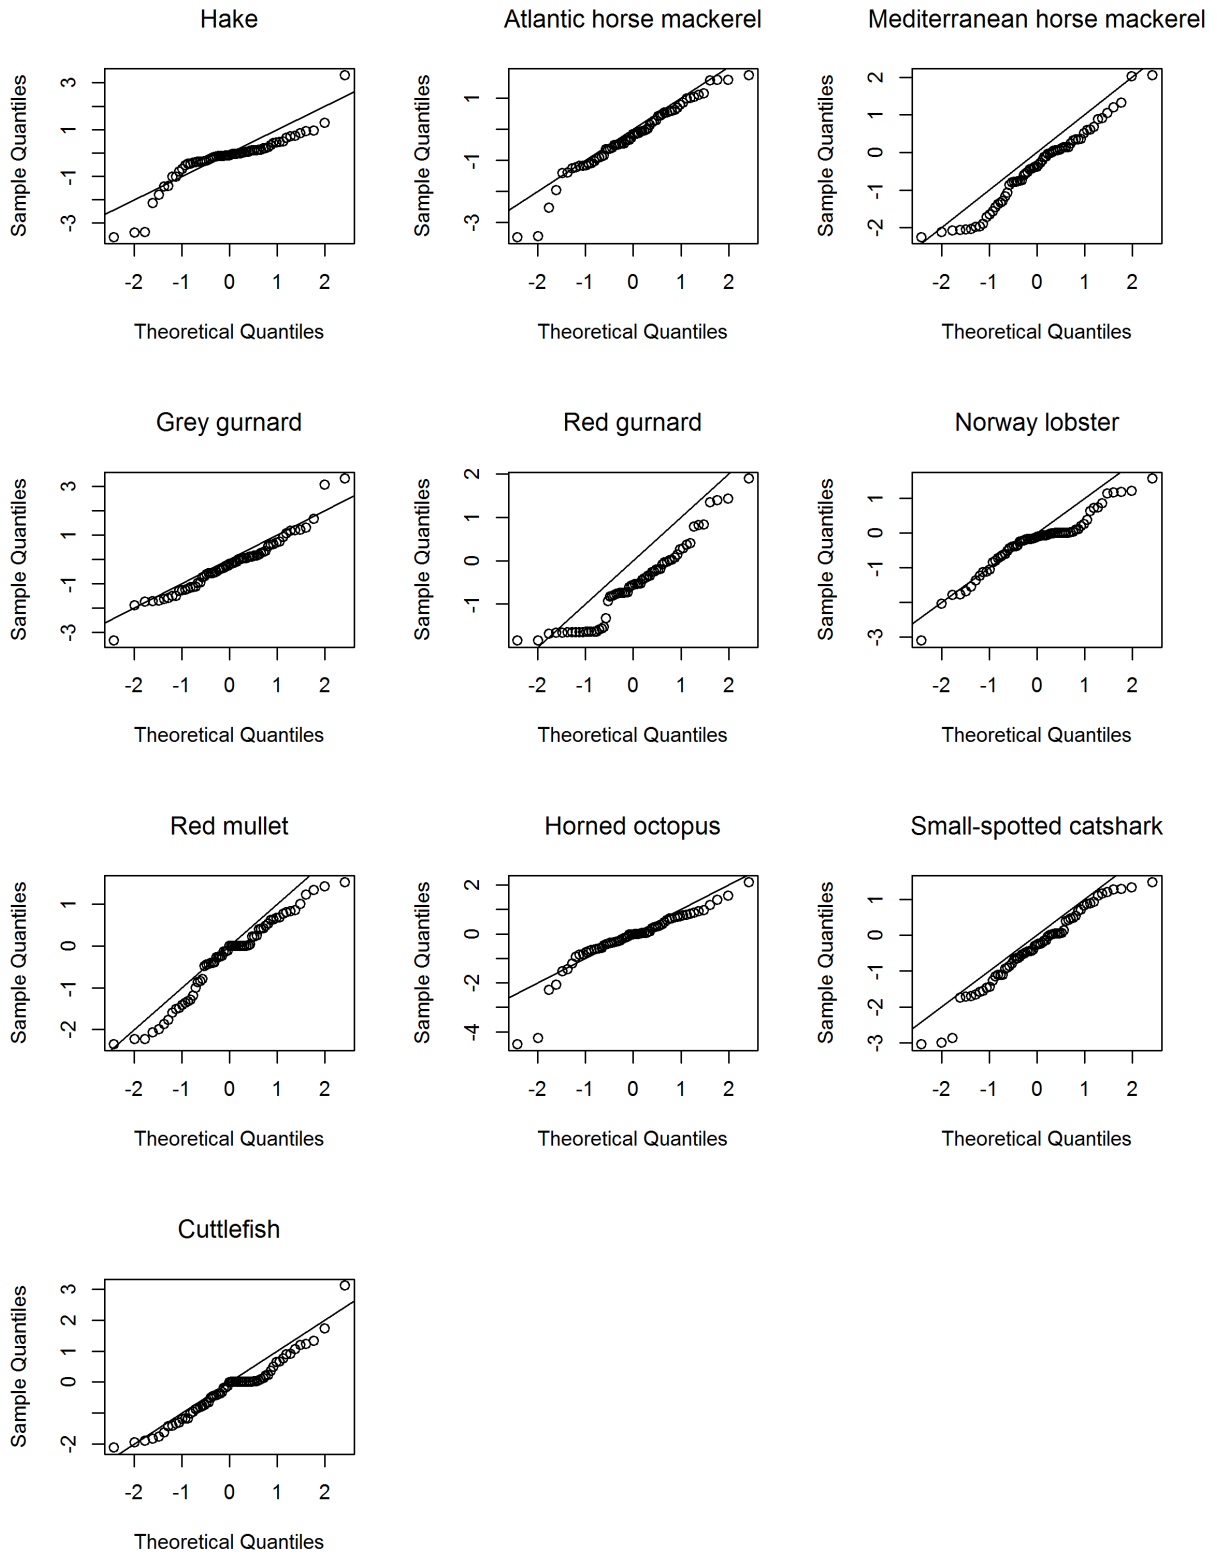 Hake
Sample Quantiles
3
1
-1
-3
-2 -1 0 1 2
Theoretical Quantiles
Atlantic horse mackerel
Sample Quantiles
1
-1
-3
-2 -1 0 1 2
Theoretical Quantiles
Mediterranean horse mackerel
Sample Quantiles
2
1
0
-1
-2
-2 -1 0 1 2
Theoretical Quantiles
Grey gurnard
Sample Quantiles
3
1
-1
-3
-2 -1 0 1 2
Theoretical Quantiles
Red gurnard
Sample Quantiles
2
1
0
-1
-2 -1 0 1 2
Theoretical Quantiles
Norway lobster
Sample Quantiles
1
0
-1
-3
-2 -1 0 1 2
Theoretical Quantiles
Red mullet
Sample Quantiles
1
0
-1
-2
-2 -1 0 1 2
Theoretical Quantiles
Horned octopus
Sample Quantiles
2
0
-2
-4
-2 -1 0 1 2
Theoretical Quantiles
Small-spotted catshark
Sample Quantiles
1
0
-1
-2
-3
-2 -1 0 1 2
Theoretical Quantiles
Cuttlefish
Sample Quantiles
3
2
1
0
-2
-2 -1 0 1 2
Theoretical Quantiles